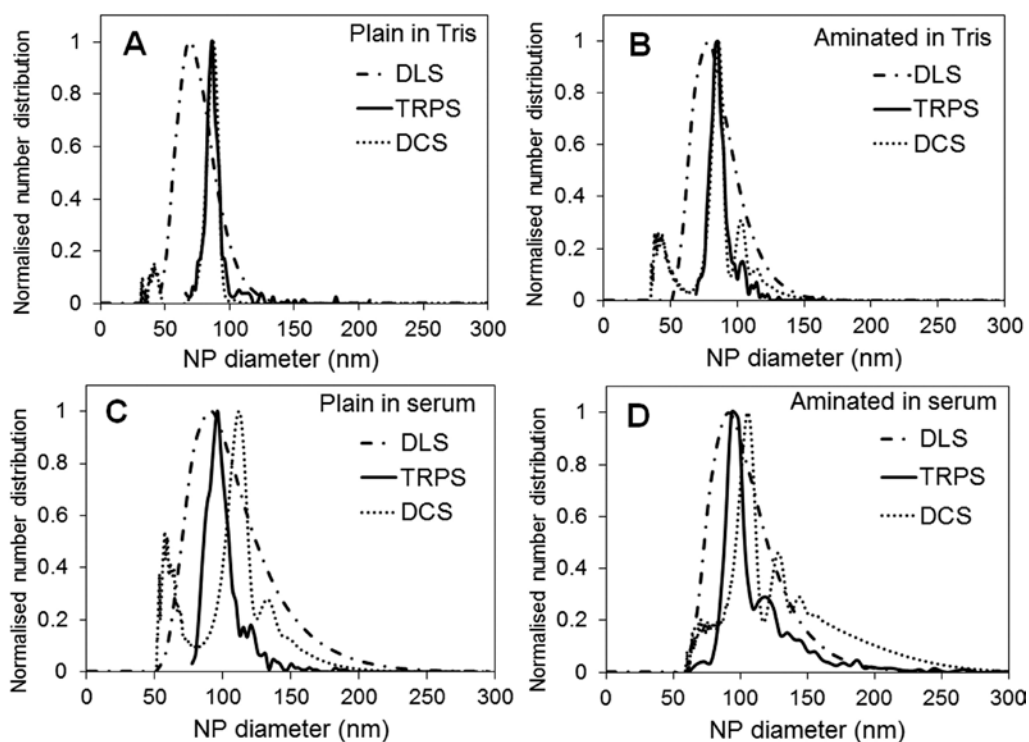 A
Plain in Tris
DLS
TRPS
DCS
Normalised number distribution
1
0.8
0.6
0.4
0.2
0
0 50 100 150 200 250 300
NP diameter (nm)
B
Aminated in Tris
DLS
TRPS
DCS
Normalised number distribution
1
0.8
0.6
0.4
0.2
0
0 50 100 150 200 250 300
NP diameter (nm)
C
Plain in serum
DLS
TRPS
DCS
Normalised number distribution
1
0.8
0.6
0.4
0.2
0
0 50 100 150 200 250 300
NP diameter (nm)
D
Aminated in serum
DLS
TRPS
DCS
Normalised number distribution
1
0.8
0.6
0.4
0.2
0
0 50 100 150 200 250 300
NP diameter (nm)